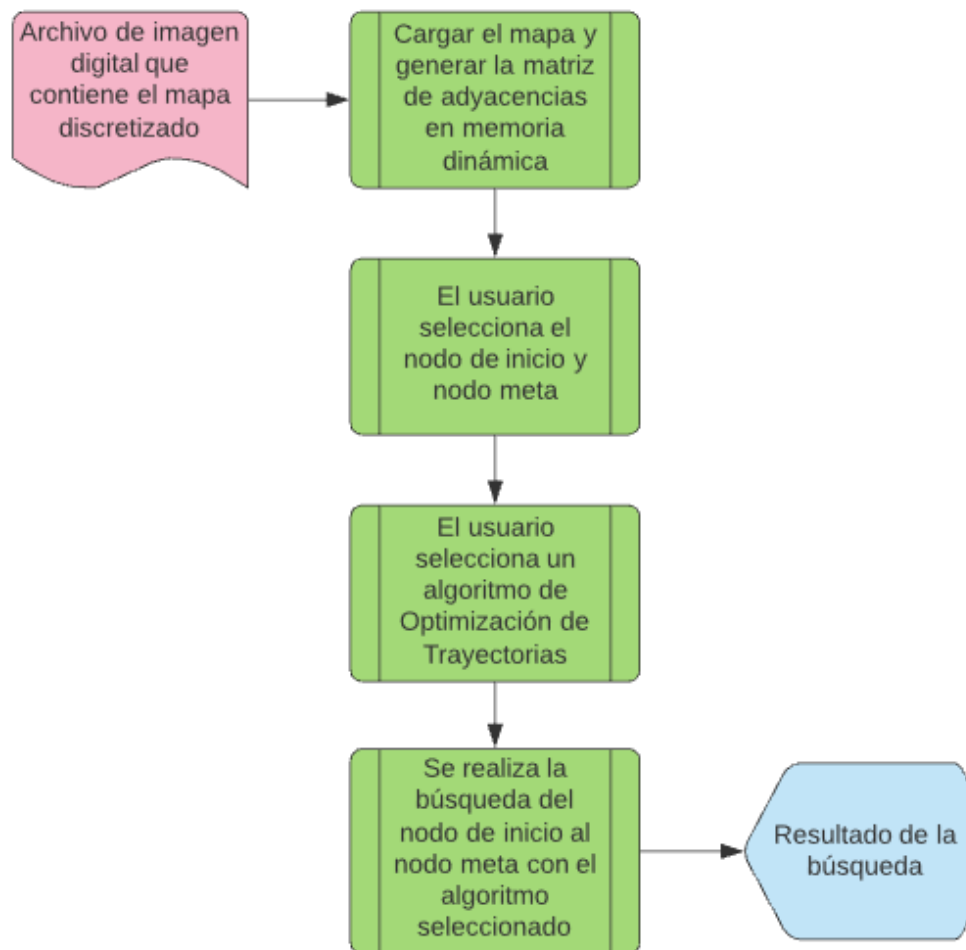 Archivo de imagen
digital que
contiene el mapa
discretizado
Cargar el mapa y
generar la matriz
de adyacencias
en memoria
dinámica
El usuario
selecciona el
nodo de inicio y
nodo meta
El usuario
selecciona un
algoritmo de
Optimización de
Trayectorias
Se realiza la
búsqueda del
nodo de inicio al
nodo meta con el
algoritmo
seleccionado
Resultado de la
búsqueda